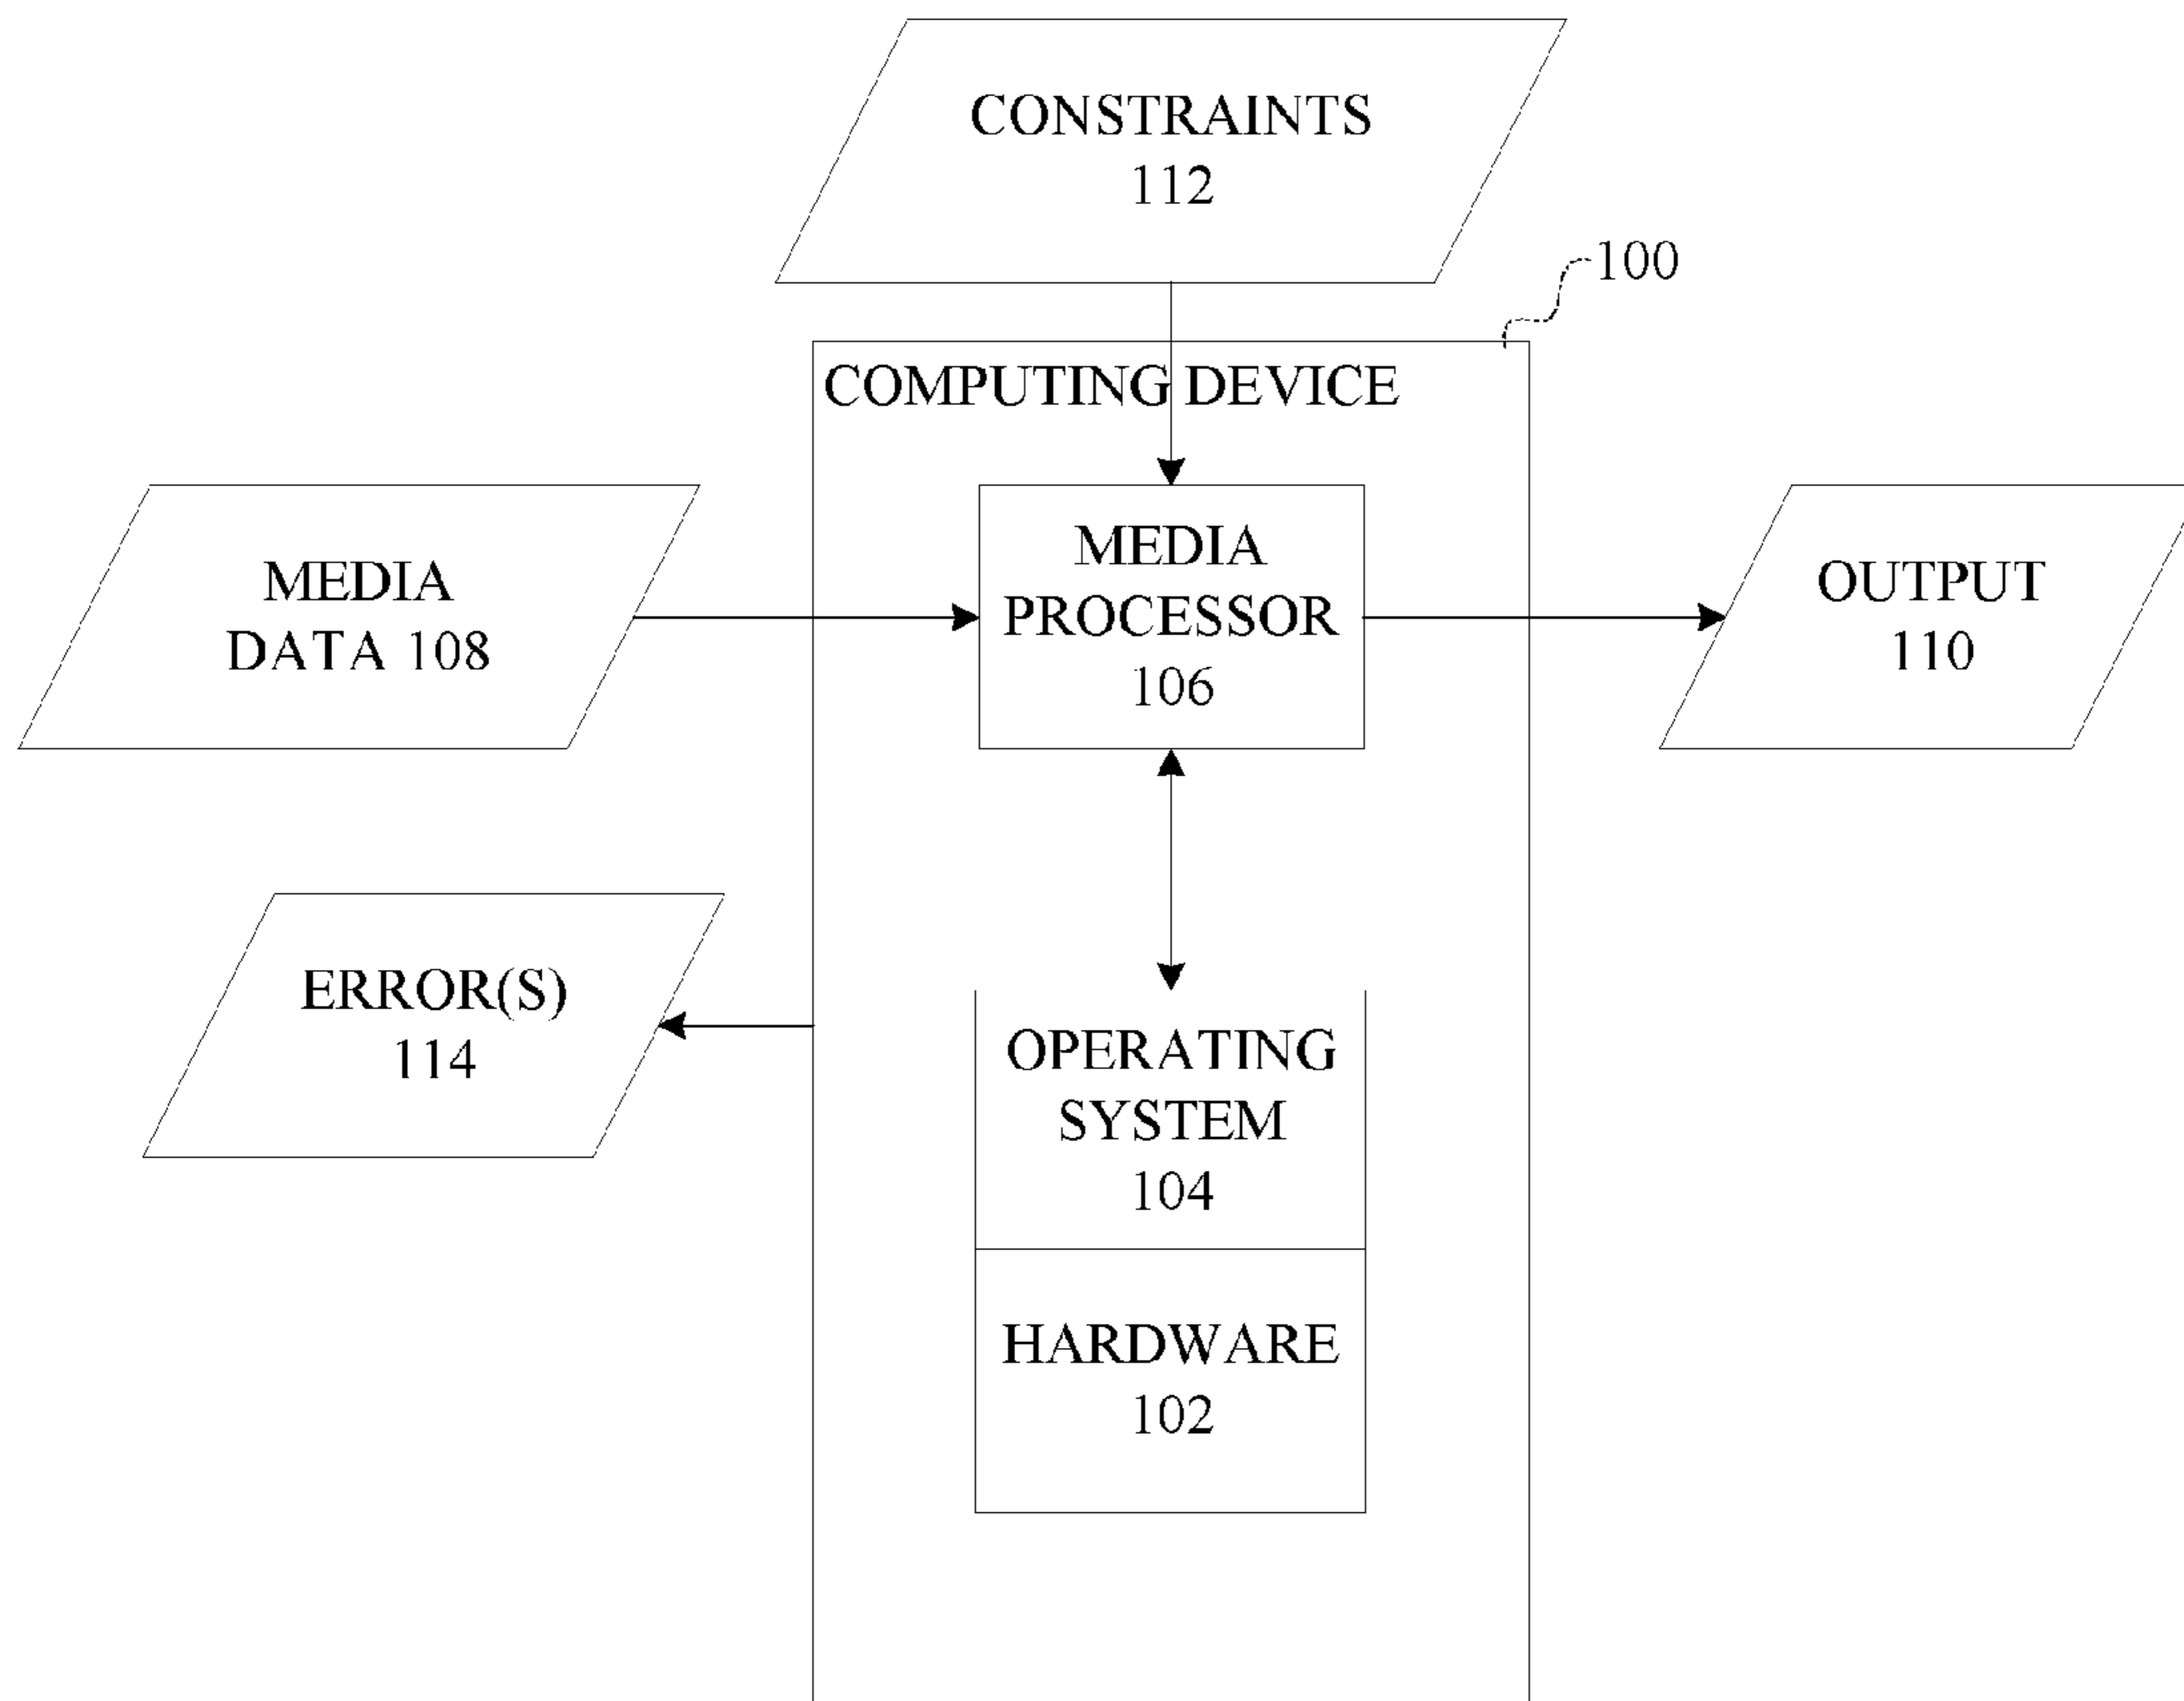 CONSTRAINTS
112
100
COMPUTING DEVICE
MEDIA
DATA 108
MEDIA
PROCESSOR
106
OUTPUT
110
ERROR(S)
114
OPERATING
SYSTEM
104
HARDWARE
102